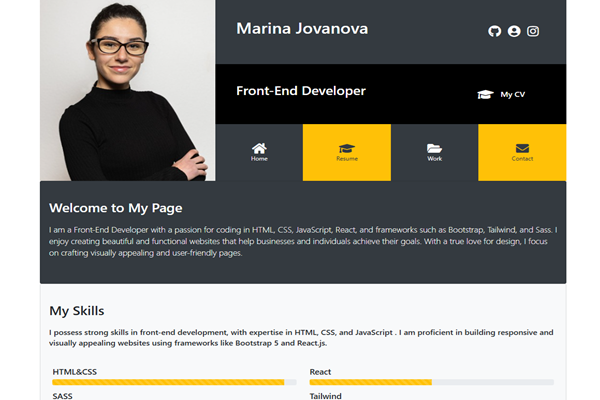 Marina Jovanova
Front-End Developer
My CV
Home
Resume
Work
Contact
Welcome to My Page
I am a Front-End Developer with a passion for coding in HTML, CSS, JavaScript, React, and frameworks such as Bootstrap, Tailwind, and Sass. I
enjoy creating beautiful and functional websites that help businesses and individuals achieve their goals. With a true love for design, I focus
on crafting visually appealing and user-friendly pages.
My Skills
I possess strong skills in front-end development, with expertise in HTML, CSS, and JavaScript . I am proficient in building responsive and
visually appealing websites using frameworks like Bootstrap 5 and React.js.
HTML&CSS
React
SASS
Tailwind